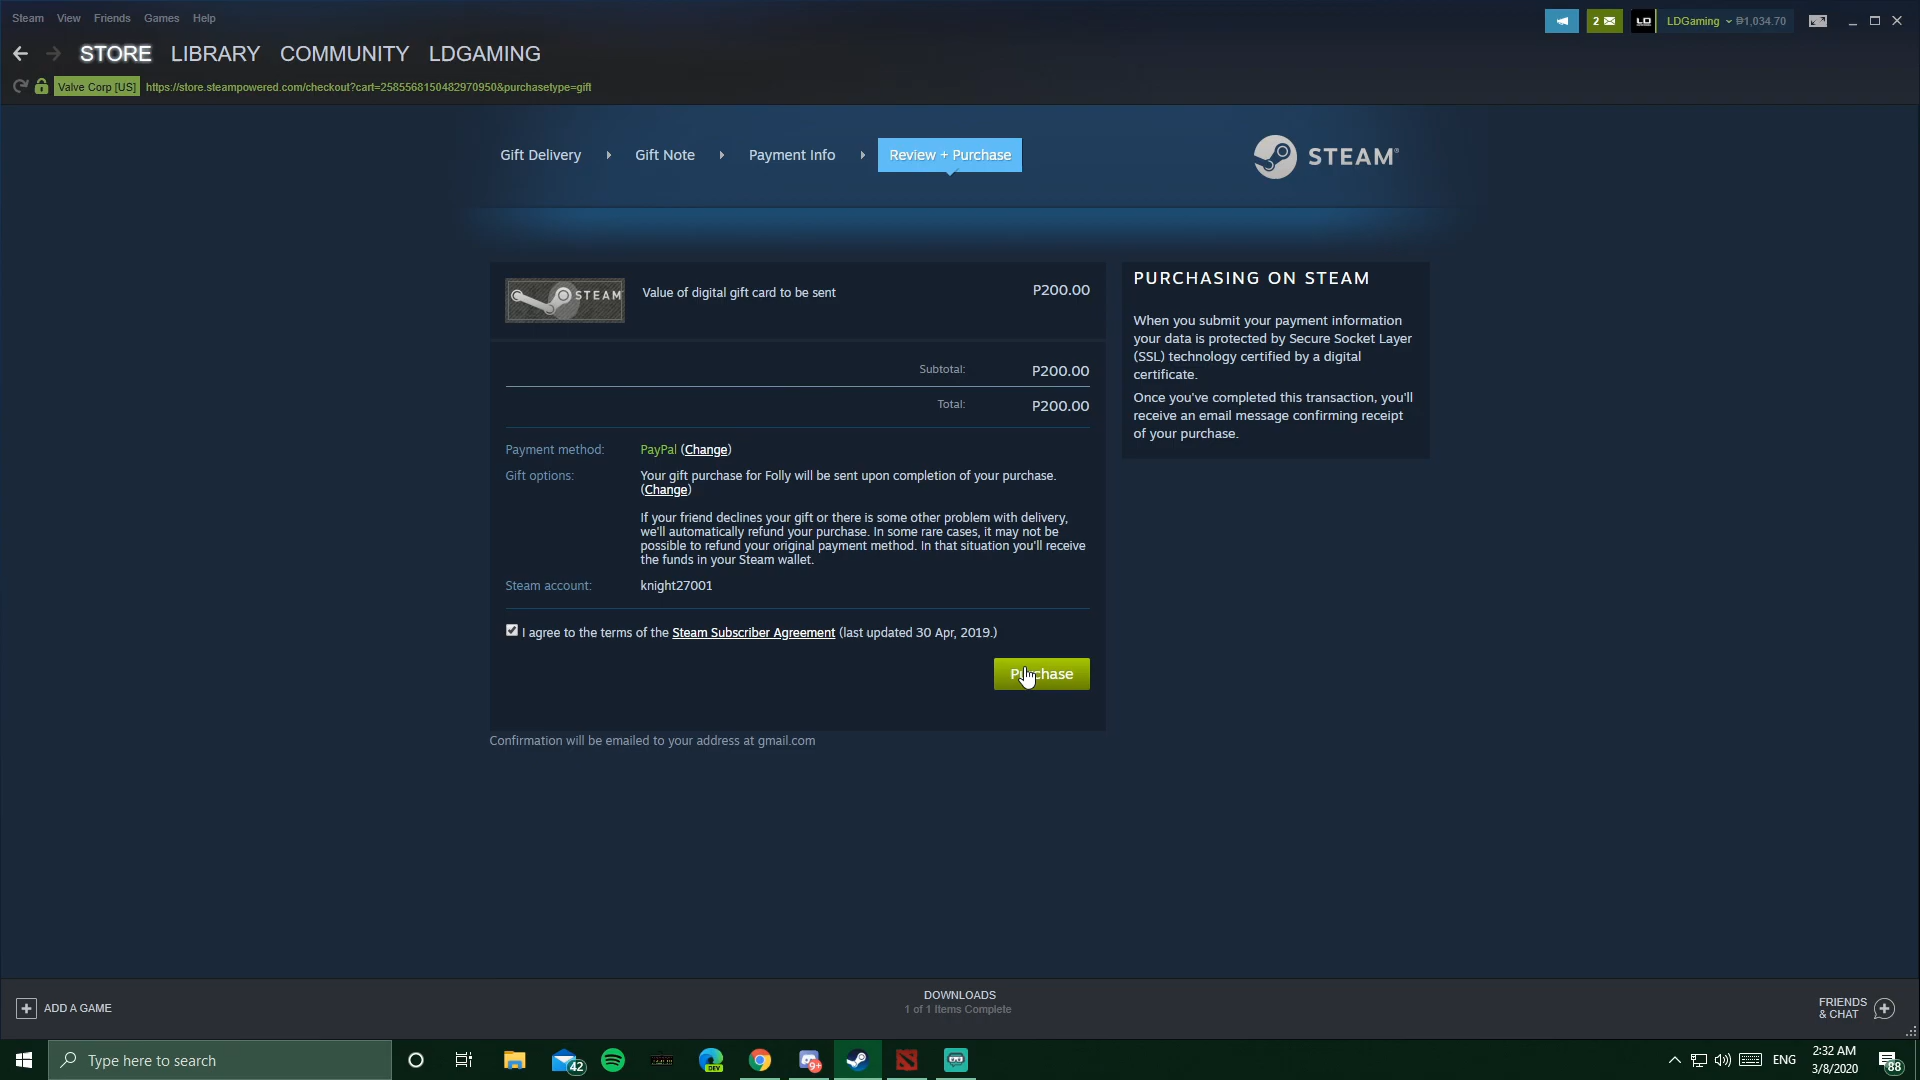 Steam View Friends Games Help
2
LD LDGaming ₱1,034.70
STORE LIBRARY COMMUNITY LDGAMING
Valve Corp [US] https://store.steampowered.com/checkout?cart=2585568150482970950&purchasetype=gift
Gift Delivery Gift Note Payment Info Review + Purchase
STEAM®
STEAM
Value of digital gift card to be sent P200.00
Subtotal: P200.00
Total: P200.00
Payment method: PayPal (Change)
Gift options: Your gift purchase for Folly will be sent upon completion of your purchase.
(Change)
If your friend declines your gift or there is some other problem with delivery,
we'll automatically refund your purchase. In some rare cases, it may not be
possible to refund your original payment method. In that situation you'll receive
the funds in your Steam wallet.
Steam account: knight27001
I agree to the terms of the Steam Subscriber Agreement (last updated 30 Apr, 2019.)
Purchase
Confirmation will be emailed to your address at gmail.com
PURCHASING ON STEAM
When you submit your payment information
your data is protected by Secure Socket Layer
(SSL) technology certified by a digital
certificate.
Once you've completed this transaction, you'll
receive an email message confirming receipt
of your purchase.
ADD A GAME
DOWNLOADS
1 of 1 Items Complete
FRIENDS
& CHAT
Type here to search
42
DEV
9+
ENG
2:32 AM
3/8/2020
88